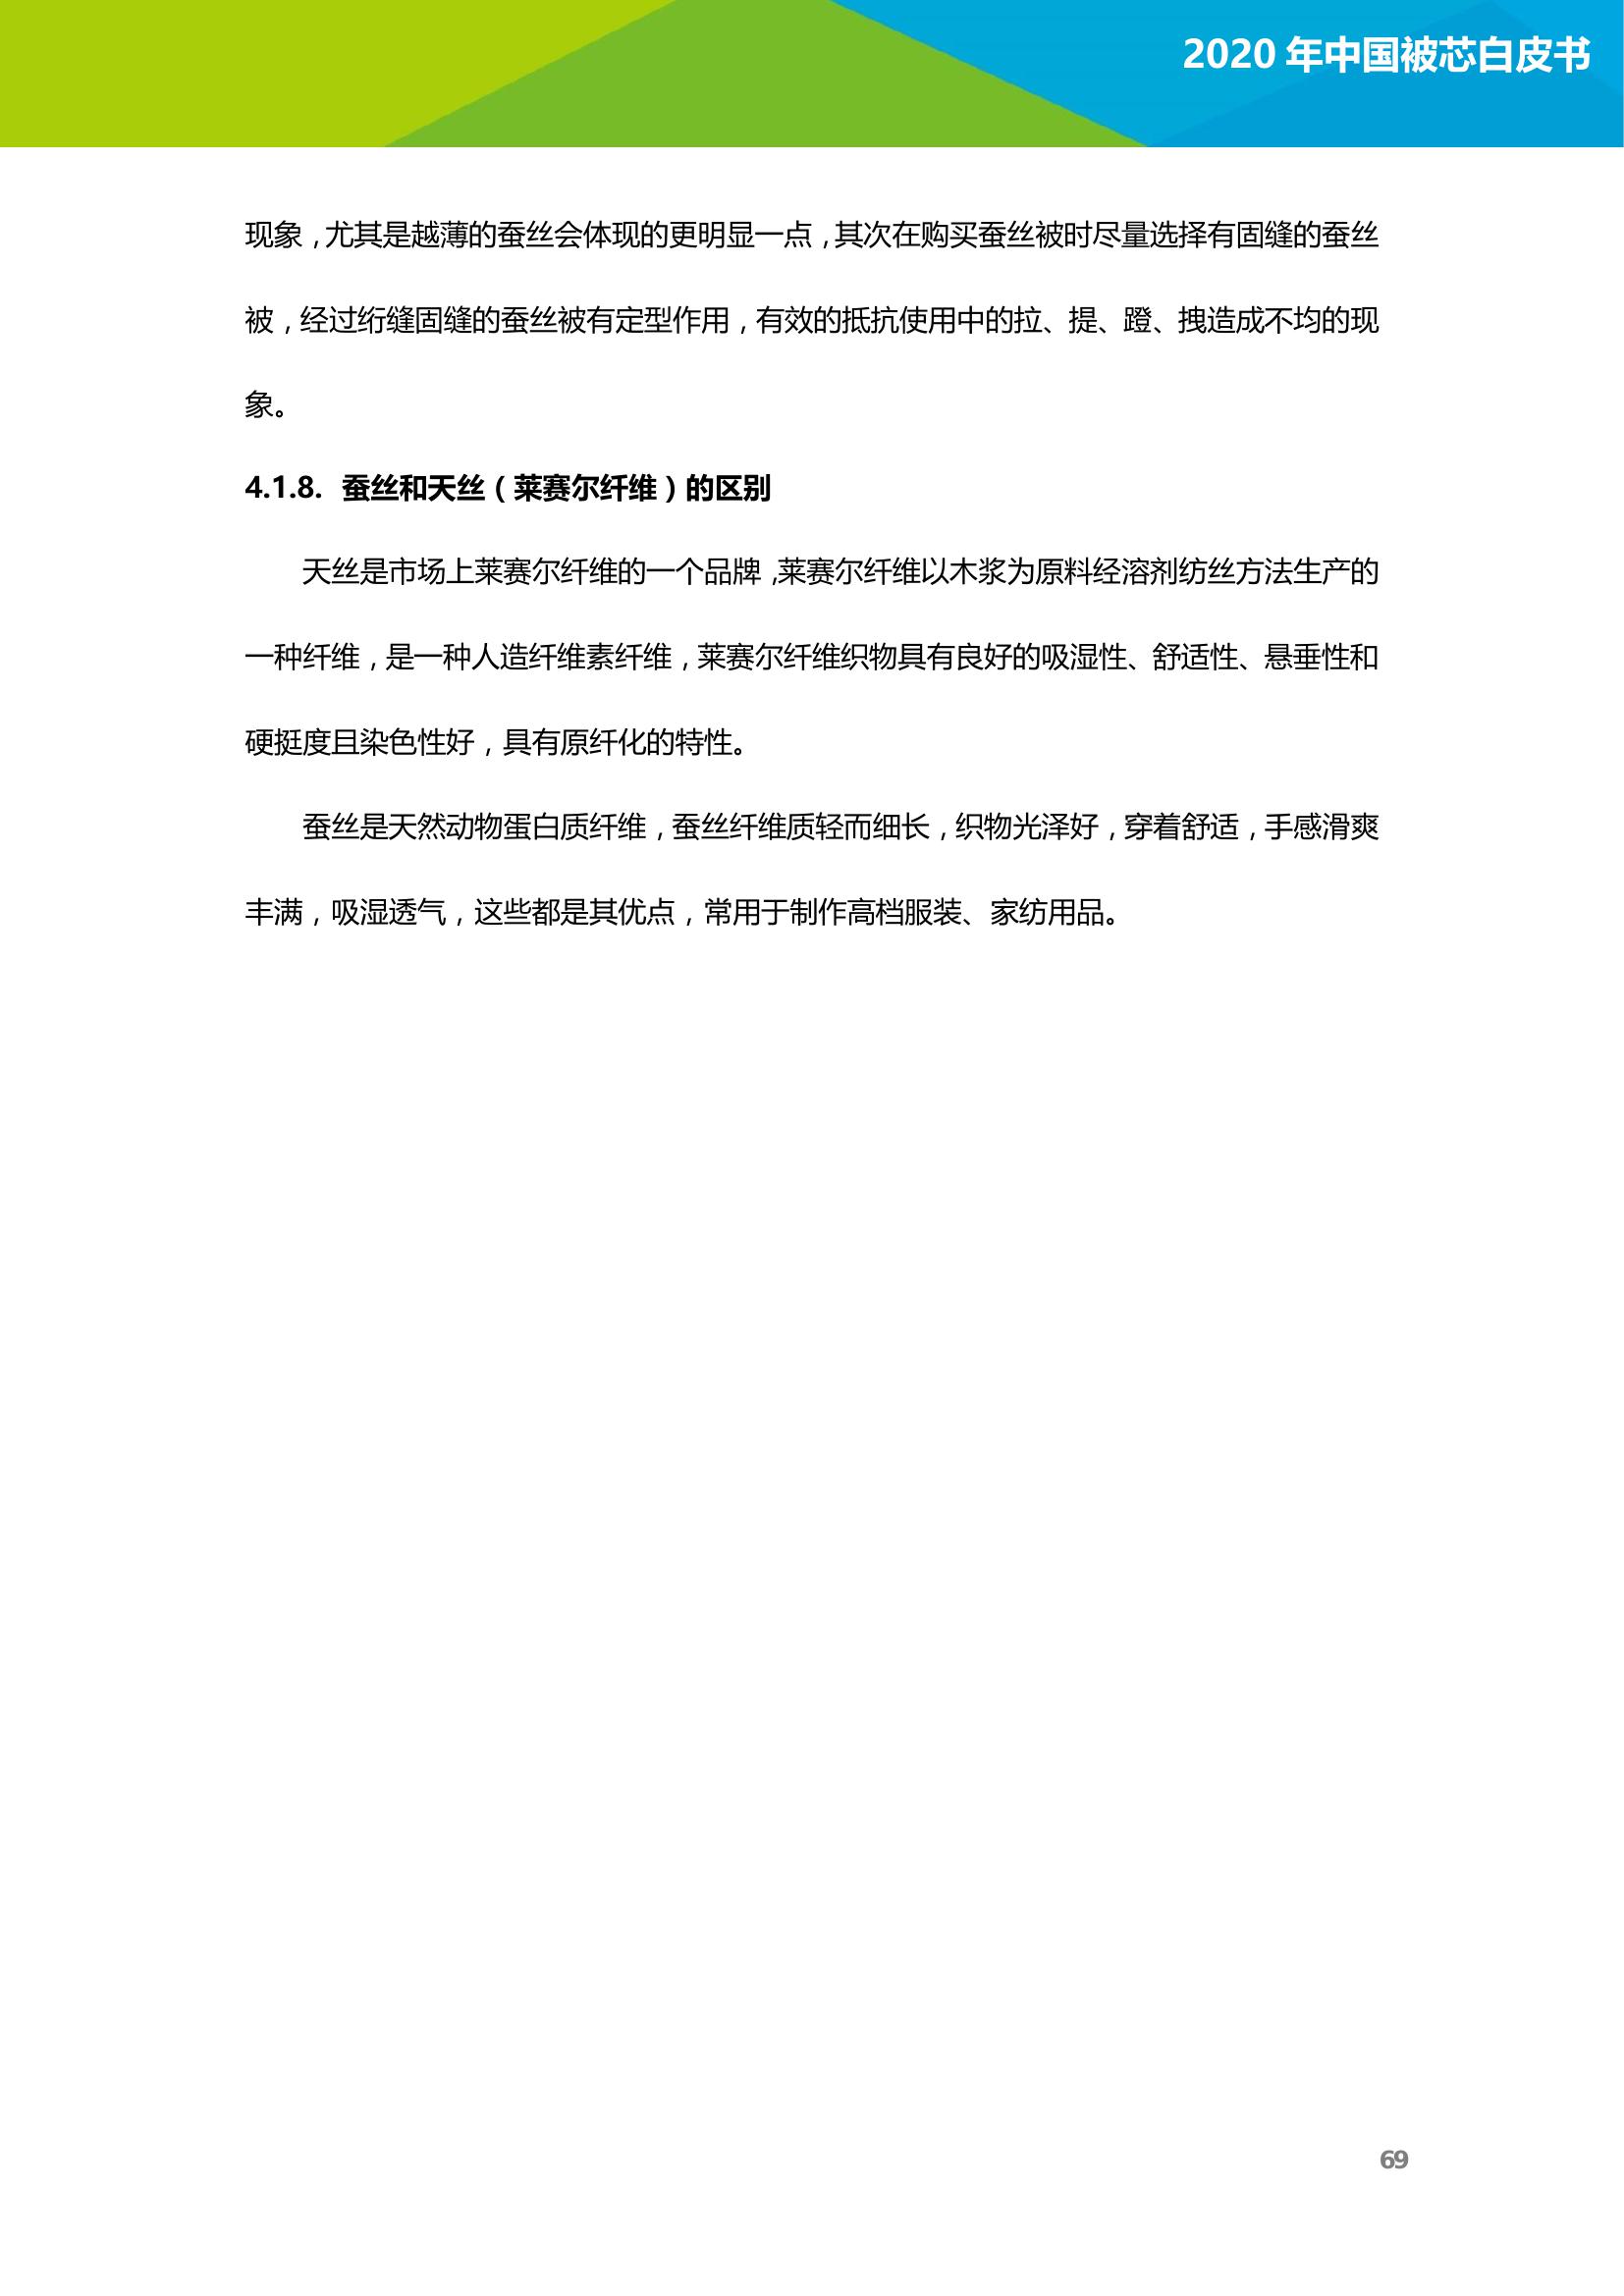 2020 年中国被芯白皮书
现象，尤其是越薄的蚕丝会体现的更明显一点，其次在购买蚕丝被时尽量选择有固缝的蚕丝
被，经过绗缝固缝的蚕丝被有定型作用，有效的抵抗使用中的拉、提、蹬、拽造成不均的现
象。
4.1.8. 蚕丝和天丝（莱赛尔纤维）的区别
天丝是市场上莱赛尔纤维的一个品牌，莱赛尔纤维以木浆为原料经溶剂纺丝方法生产的
一种纤维，是一种人造纤维素纤维，莱赛尔纤维织物具有良好的吸湿性、舒适性、悬垂性和
硬挺度且染色性好，具有原纤化的特性。
蚕丝是天然动物蛋白质纤维，蚕丝纤维质轻而细长，织物光泽好，穿着舒适，手感滑爽
丰满，吸湿透气，这些都是其优点，常用于制作高档服装、家纺用品。
69